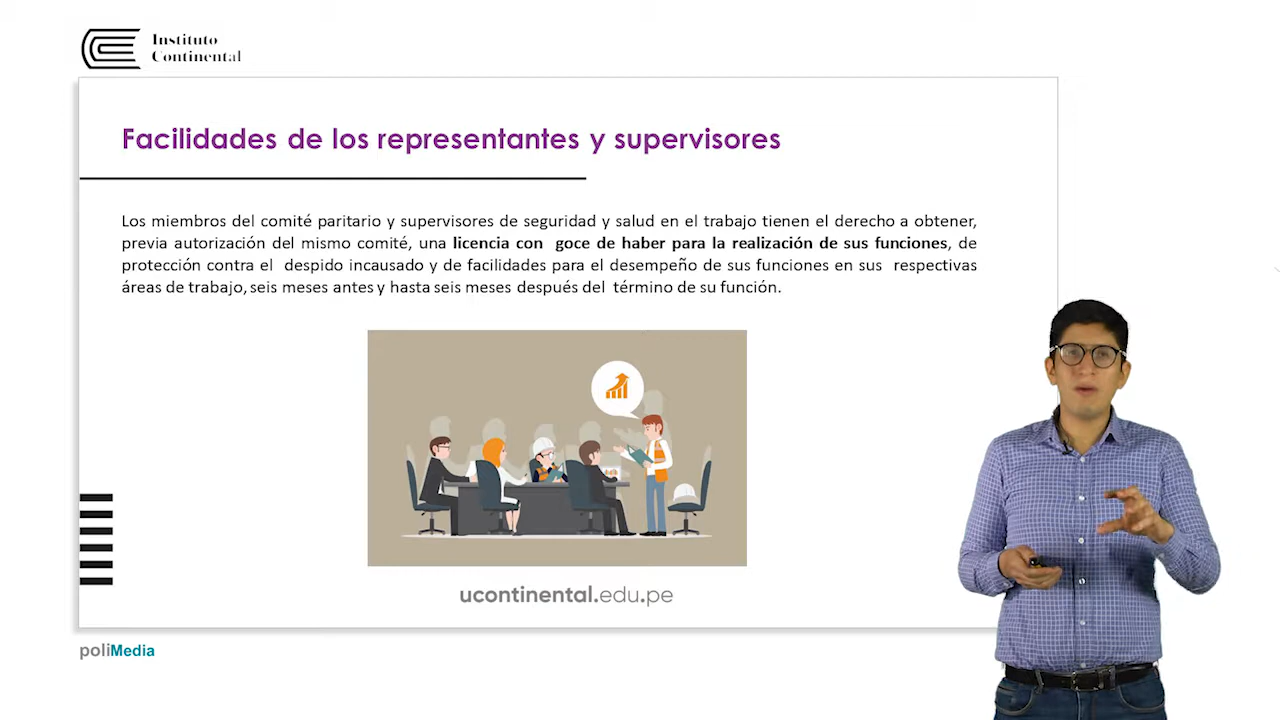 Instituto
Continental
Facilidades de los representantes y supervisores
Los miembros del comité paritario y supervisores de seguridad y salud en el trabajo tienen el derecho a obtener,
previa autorización del mismo comité, una licencia con goce de haber para la realización de sus funciones, de
protección contra el despido incausado y de facilidades para el desempeño de sus funciones en sus respectivas
áreas de trabajo, seis meses antes y hasta seis meses después del término de su función.
ucontinental.edu.pe
poliMedia